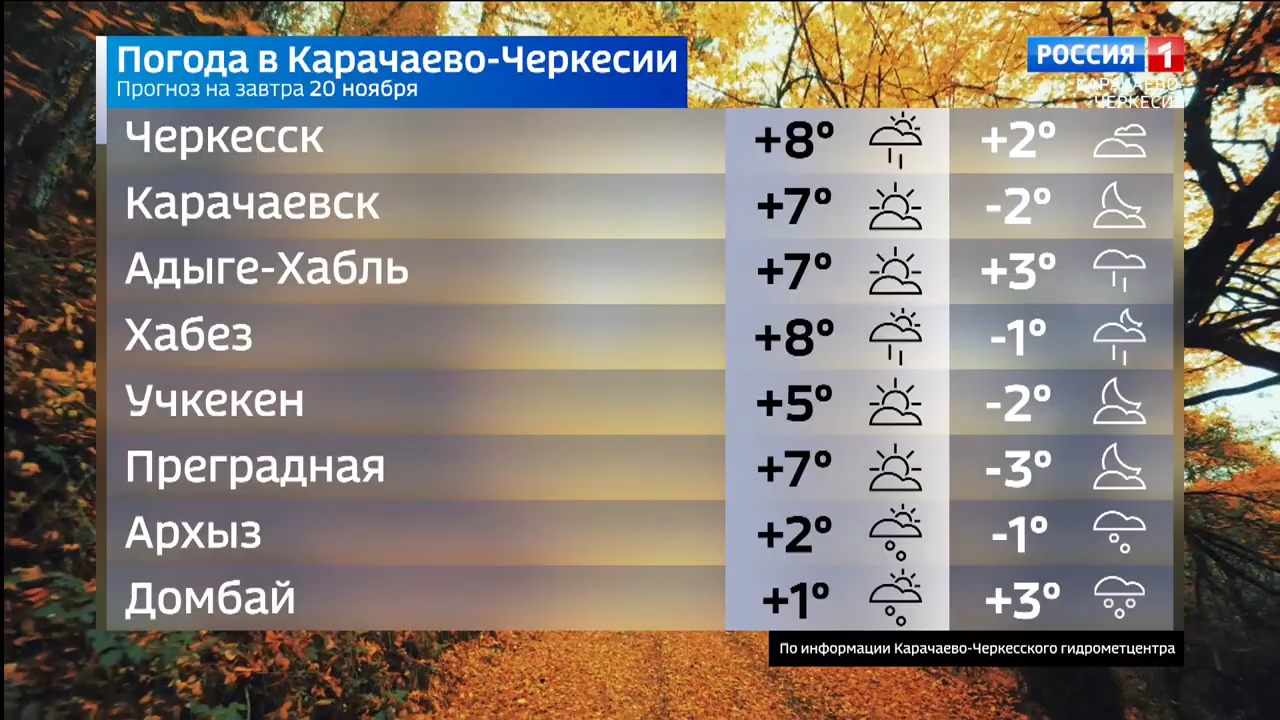 Погода в Карачаево-Черкесии
Прогноз на завтра 20 ноября
РОССИЯ 1
КАРАЧАЕВО-
ЧЕРКЕСИ
Черкесск +8° +2°
Карачаевск +7° -2°
Адыге-Хабль +7° +3°
Хабез +8° -1°
Учкекен +5° -2°
Преградная +7° -3°
Архыз +2° -1°
Домбай +1° +3°
По информации Карачаево-Черкесского гидрометцентра